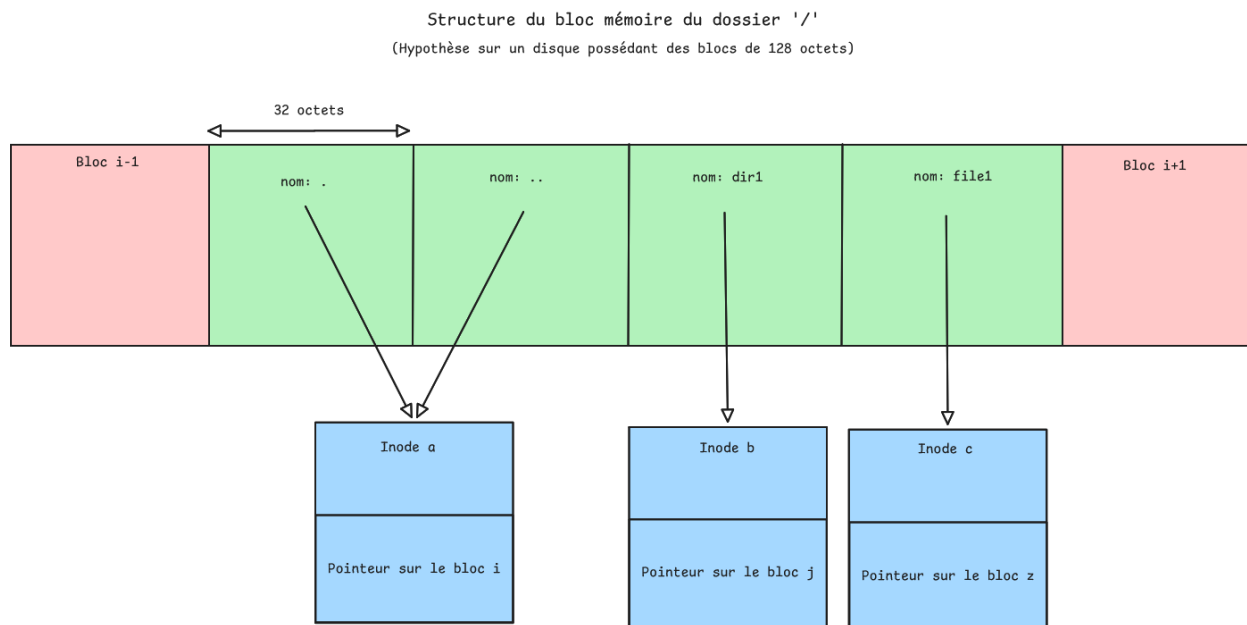 Structure du bloc mémoire du dossier '/'
(Hypothèse sur un disque possédant des blocs de 128 octets)
32 octets
Bloc i-1
nom: .
nom: ..
nom: dir1
nom: file1
Bloc i+1
Inode a
Inode b
Inode c
Pointeur sur le bloc i
Pointeur sur le bloc j
Pointeur sur le bloc z